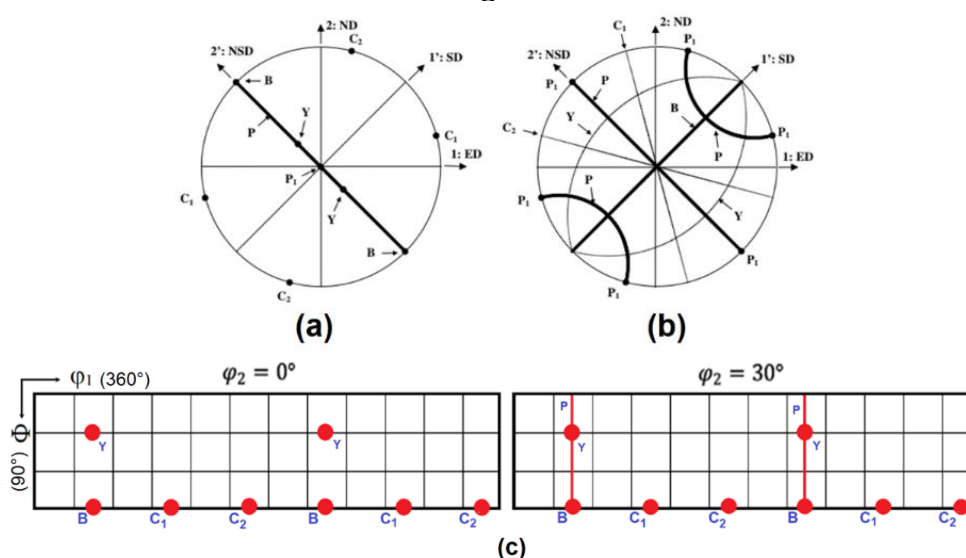 2: ND
C₂
2': NSD
1': SD
B
P
Y
C₁
1: ED
P₁
Y
C₁
B
C₂
(a)
2: ND
C₁
P₁
2': NSD
1': SD
P₁
P
B
Y
C₂
P₁
P
1: ED
P
P₁
Y
P₁
P₁
(b)
φ₁ (360°)
φ₂ = 0°
φ₂ = 30°
Φ
(90°)
Y
Y
B
C₁
C₂
B
C₁
C₂
P
P
Y
Y
B
C₁
C₂
B
C₁
C₂
(c)